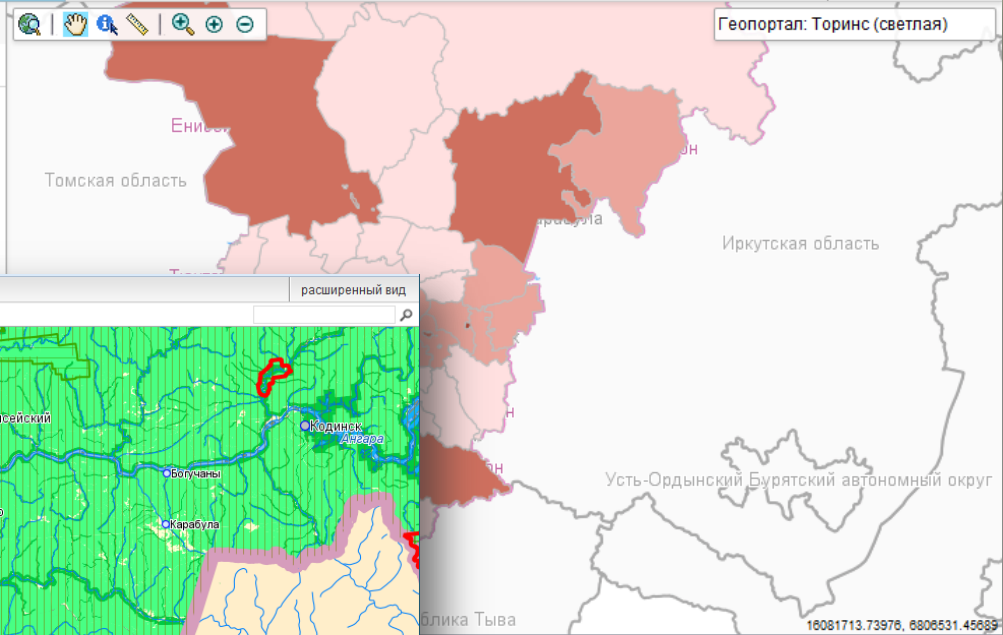 Геопортал: Торинс (светлая)
Томская область
Иркутская область
расширенный вид
Кодинск
Ангара
Богучаны
Карабула
Усть-Ордынский Бурятский автономный округ
16081713.73976, 6806531.45689